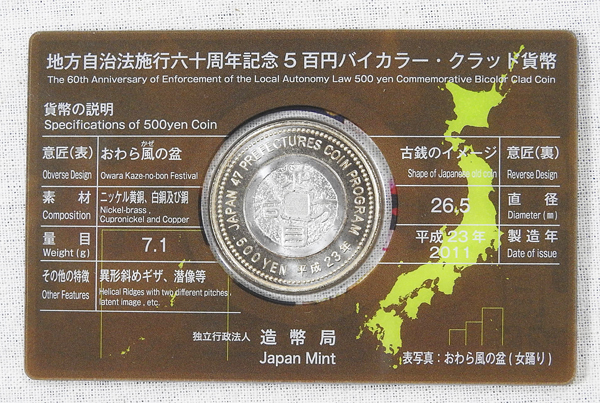 地方自治法施行六十周年記念5百円バイカラー・クラッド貨幣
The 60th Anniversary of Enforcement of the Local Autonomy Law 500 yen Commemorative Bicolor Clad Coin
貨幣の説明
Specifications of 500yen Coin
意匠(表) おわら風の盆
かぜ
Obverse Design Owara Kaze-no-bon Festival
古銭のイメージ 意匠(裏)
Shape of Japanese old coin Reverse Design
素材 ニッケル黄銅、白銅及び銅
Composition Nickel-brass,
Cupronickel and Copper
26.5 直径
Diameter (㎜)
量目 7.1
Weight (g)
平成23年 製造年
2011 Date of issue
その他の特徴 異形斜めギザ、潜像等
Other Features Helical Ridges with two different pitches,
latent image, etc.
JAPAN 47 PREFECTURES COIN PROGRAM
500YEN 平成23年
独立行政法人 造幣局
Japan Mint
表写真:おわら風の盆(女踊り)